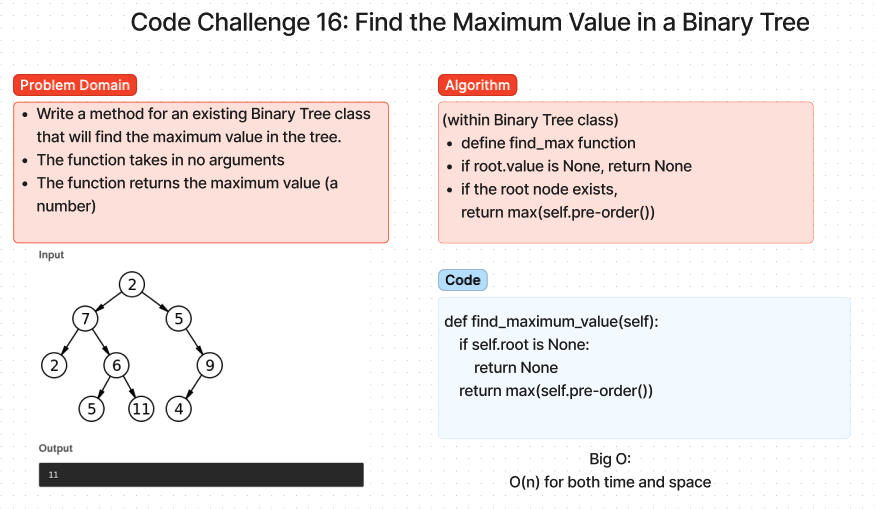 Code Challenge 16: Find the Maximum Value in a Binary Tree
Problem Domain
• Write a method for an existing Binary Tree class
that will find the maximum value in the tree.
• The function takes in no arguments
• The function returns the maximum value (a
number)
Input
2
7 5
2 6 9
5 11 4
Output
11
Algorithm
(within Binary Tree class)
• define find_max function
• if root.value is None, return None
• if the root node exists,
return max(self.pre-order())
Code
def find_maximum_value(self):
if self.root is None:
return None
return max(self.pre-order())
Big O:
O(n) for both time and space